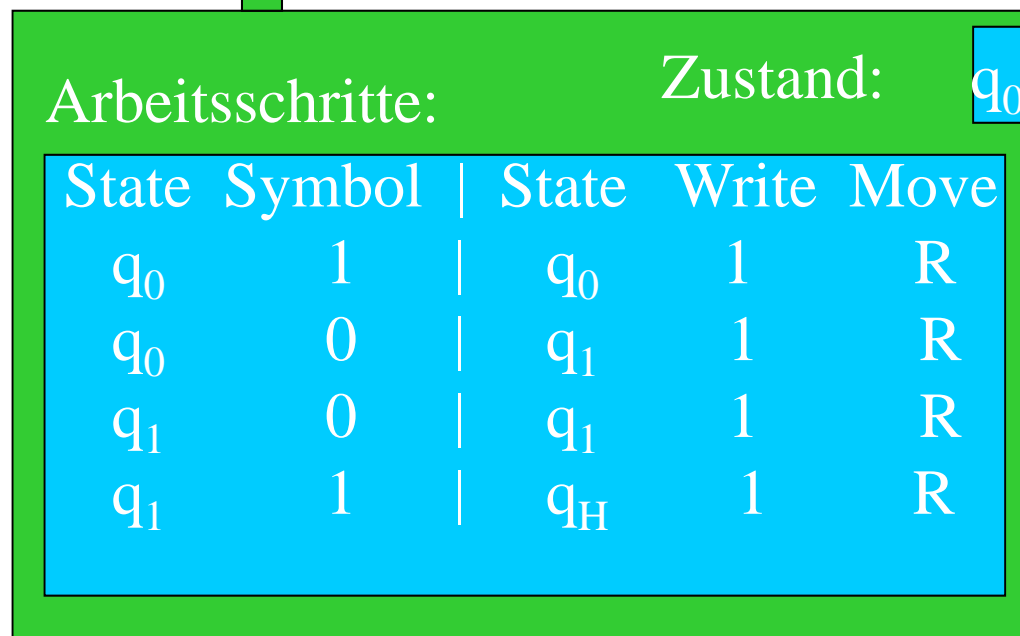 Zustand: q₀
Arbeitsschritte:
State Symbol | State Write Move
q₀ 1 | q₀ 1 R
q₀ 0 | q₁ 1 R
q₁ 0 | q₁ 1 R
q₁ 1 | q_H 1 R